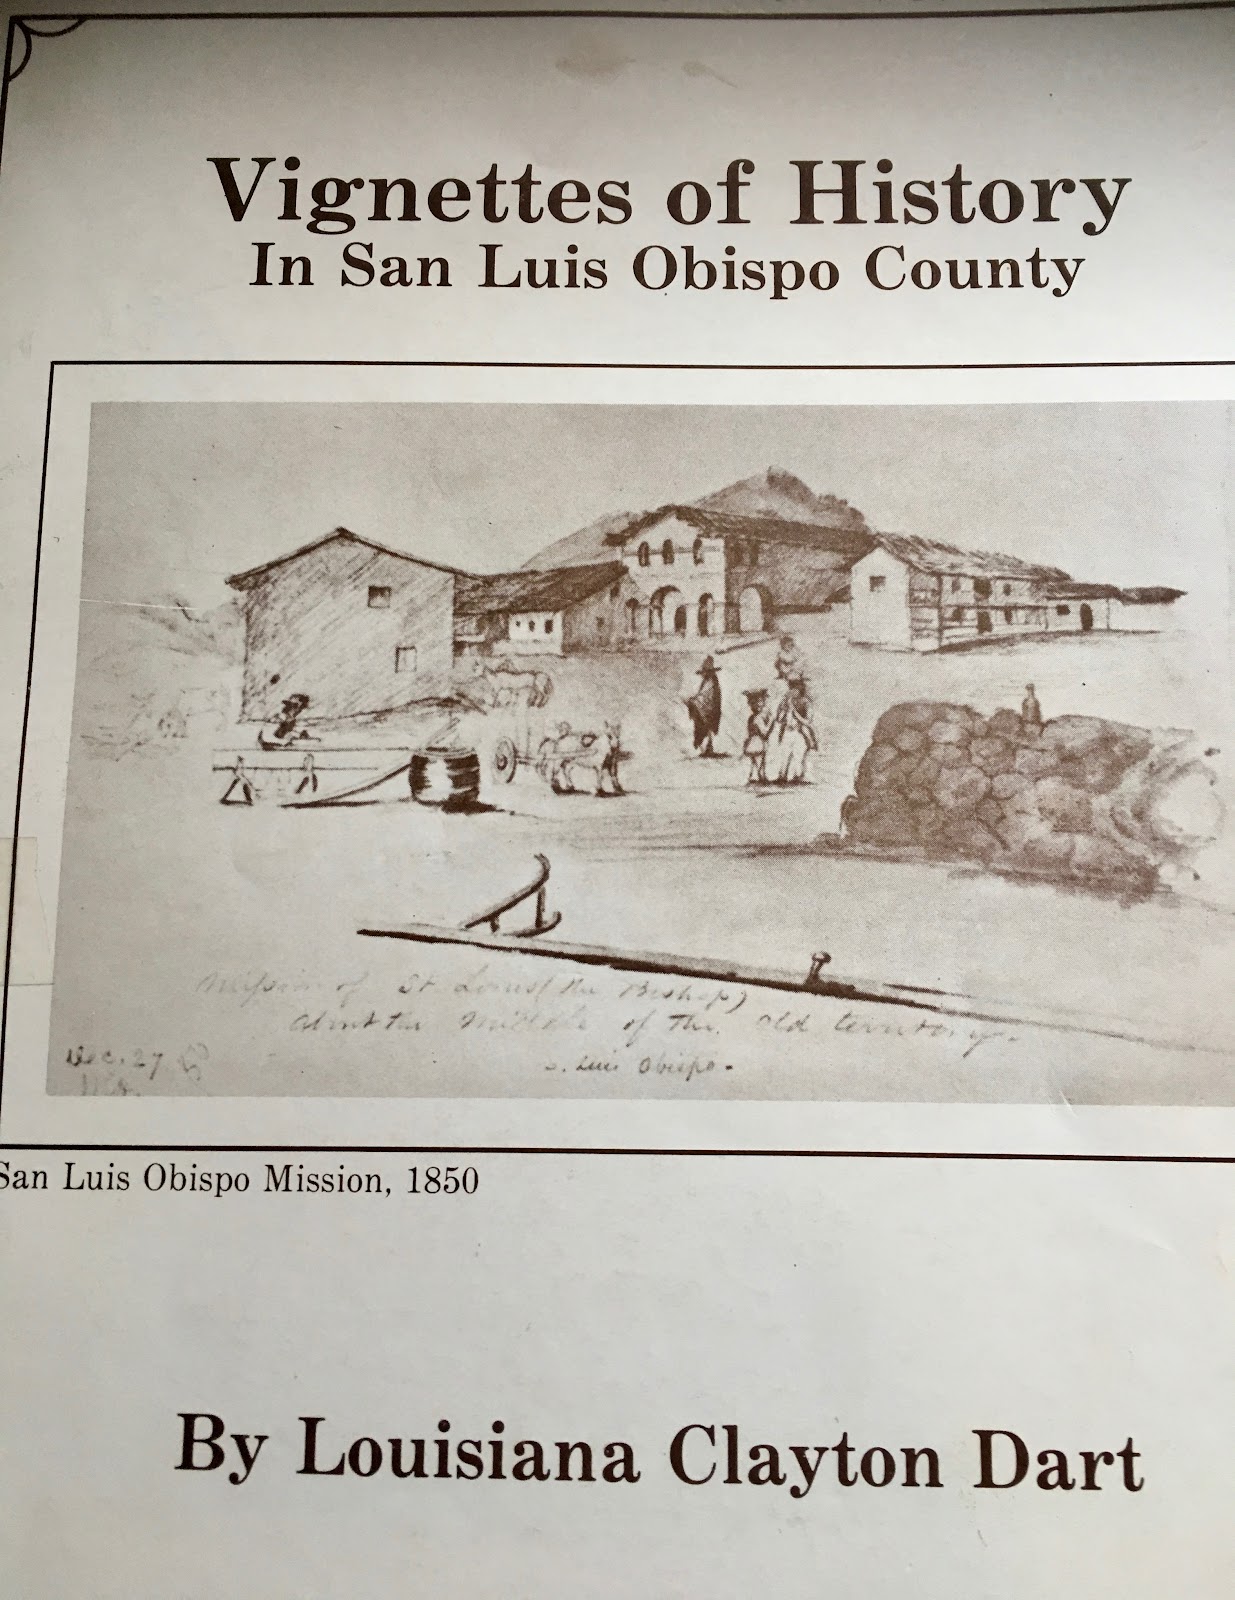 Vignettes of History
In San Luis Obispo County
Mission of St. Louis (the Bishop)
About the Middle of The Old territory.
S. Luis Obispo.
Dec. 27
San Luis Obispo Mission, 1850
By Louisiana Clayton Dart